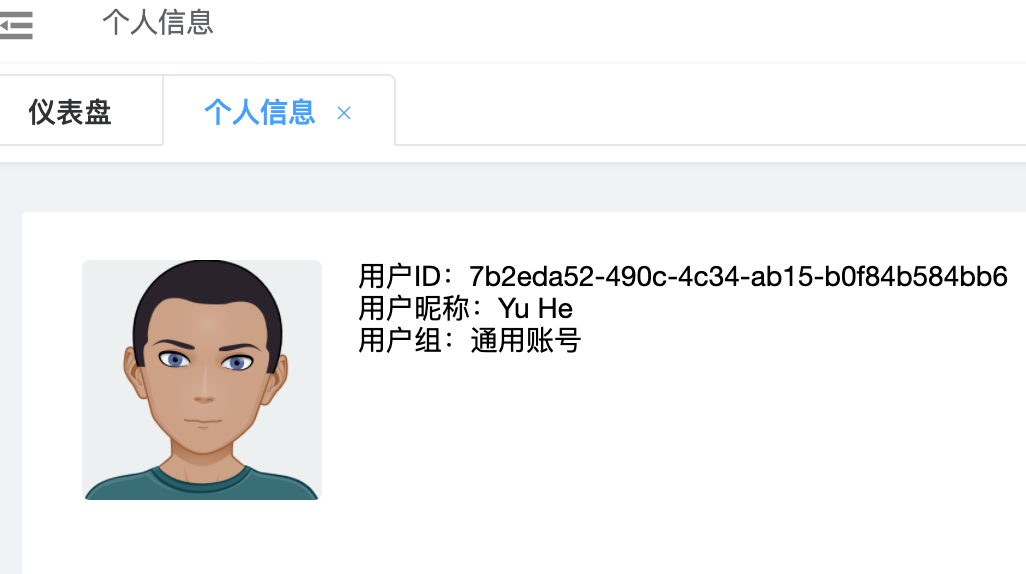 个人信息
仪表盘
个人信息 ×
用户ID：7b2eda52-490c-4c34-ab15-b0f84b584bb6
用户昵称：Yu He
用户组：通用账号